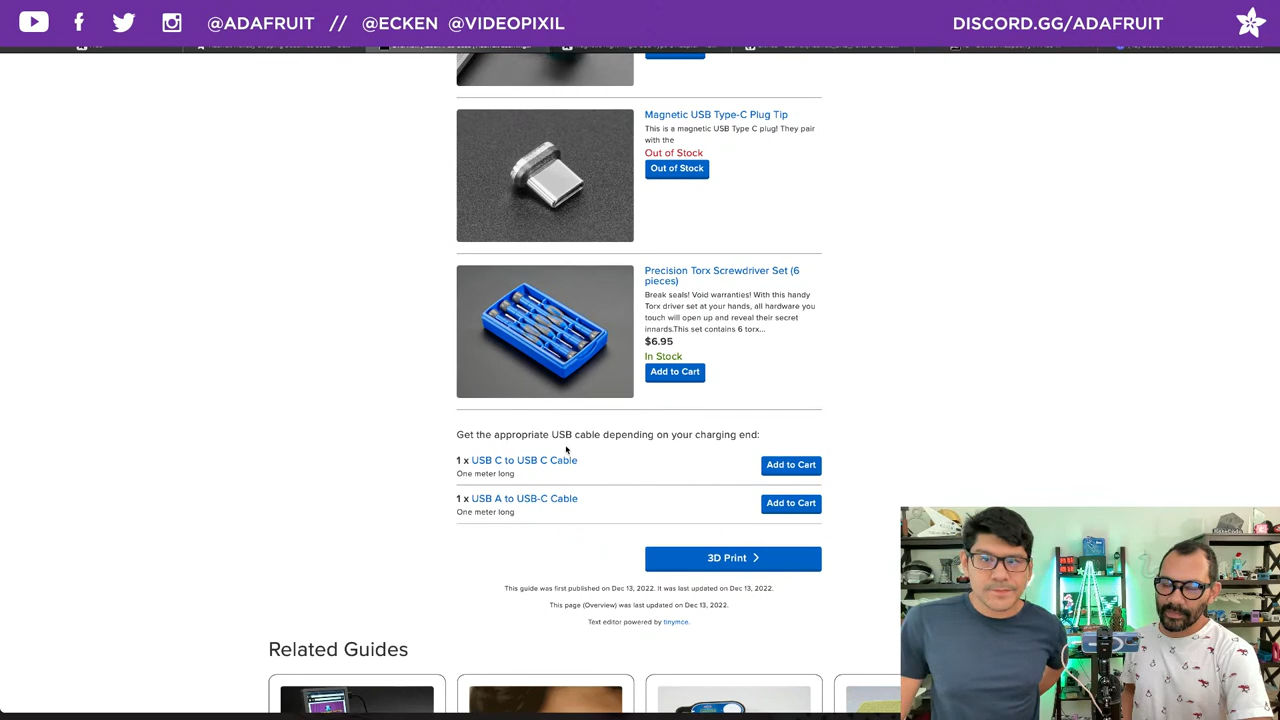 @ADAFRUIT // @ECKEN @VIDEOPIXIL
DISCORD.GG/ADAFRUIT
Magnetic USB Type-C Plug Tip
This is a magnetic USB Type C plug! They pair
with the
Out of Stock
Out of Stock
Precision Torx Screwdriver Set (6
pieces)
Break seals! Void warranties! With this handy
Torx driver set at your hands, all hardware you
touch will open up and reveal their secret
innards.This set contains 6 torx...
$6.95
In Stock
Add to Cart
Get the appropriate USB cable depending on your charging end:
1 x USB C to USB C Cable
One meter long
Add to Cart
1 x USB A to USB-C Cable
One meter long
Add to Cart
3D Print
This guide was first published on Dec 13, 2022. It was last updated on Dec 13, 2022.
This page (Overview) was last updated on Dec 13, 2022.
Text editor powered by tinymce.
Related Guides